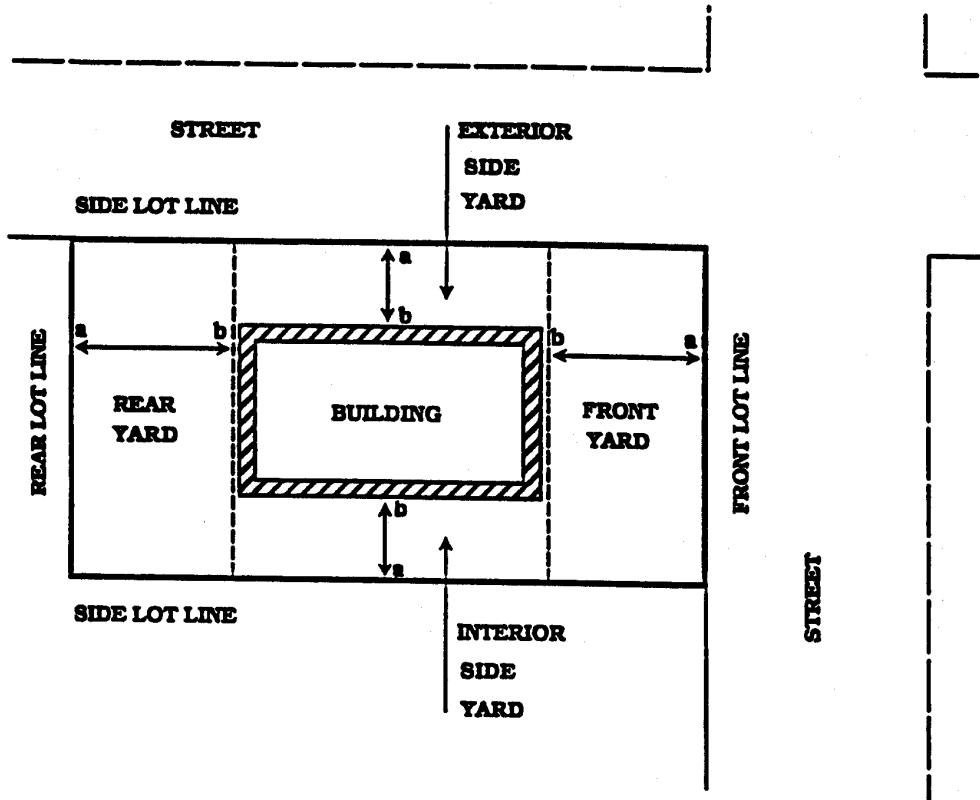 STREET
EXTERIOR
SIDE
YARD
SIDE LOT LINE
a
b
a
b
b
a
REAR LOT LINE
REAR
YARD
BUILDING
FRONT
YARD
FRONT LOT LINE
b
a
SIDE LOT LINE
INTERIOR
SIDE
YARD
STREET